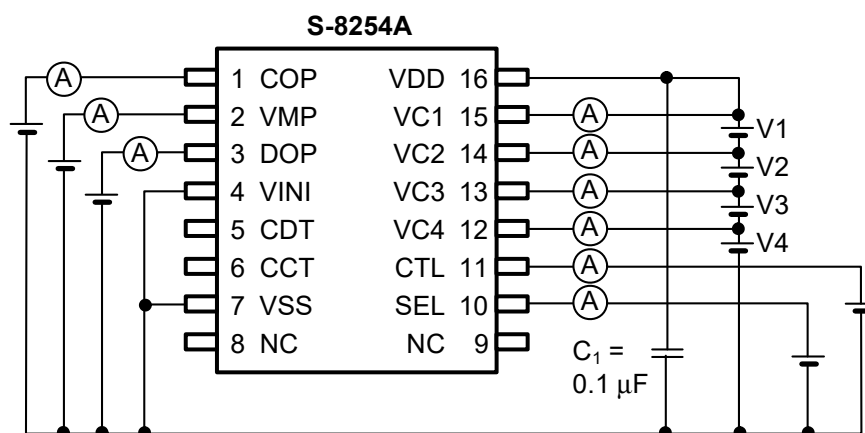 S-8254A
A
A
A
1 COP
2 VMP
3 DOP
4 VINI
5 CDT
6 CCT
7 VSS
8 NC
VDD 16
VC1 15
VC2 14
VC3 13
VC4 12
CTL 11
SEL 10
NC 9
A
A
A
A
A
A
V1
V2
V3
V4
C₁ =
0.1 μF